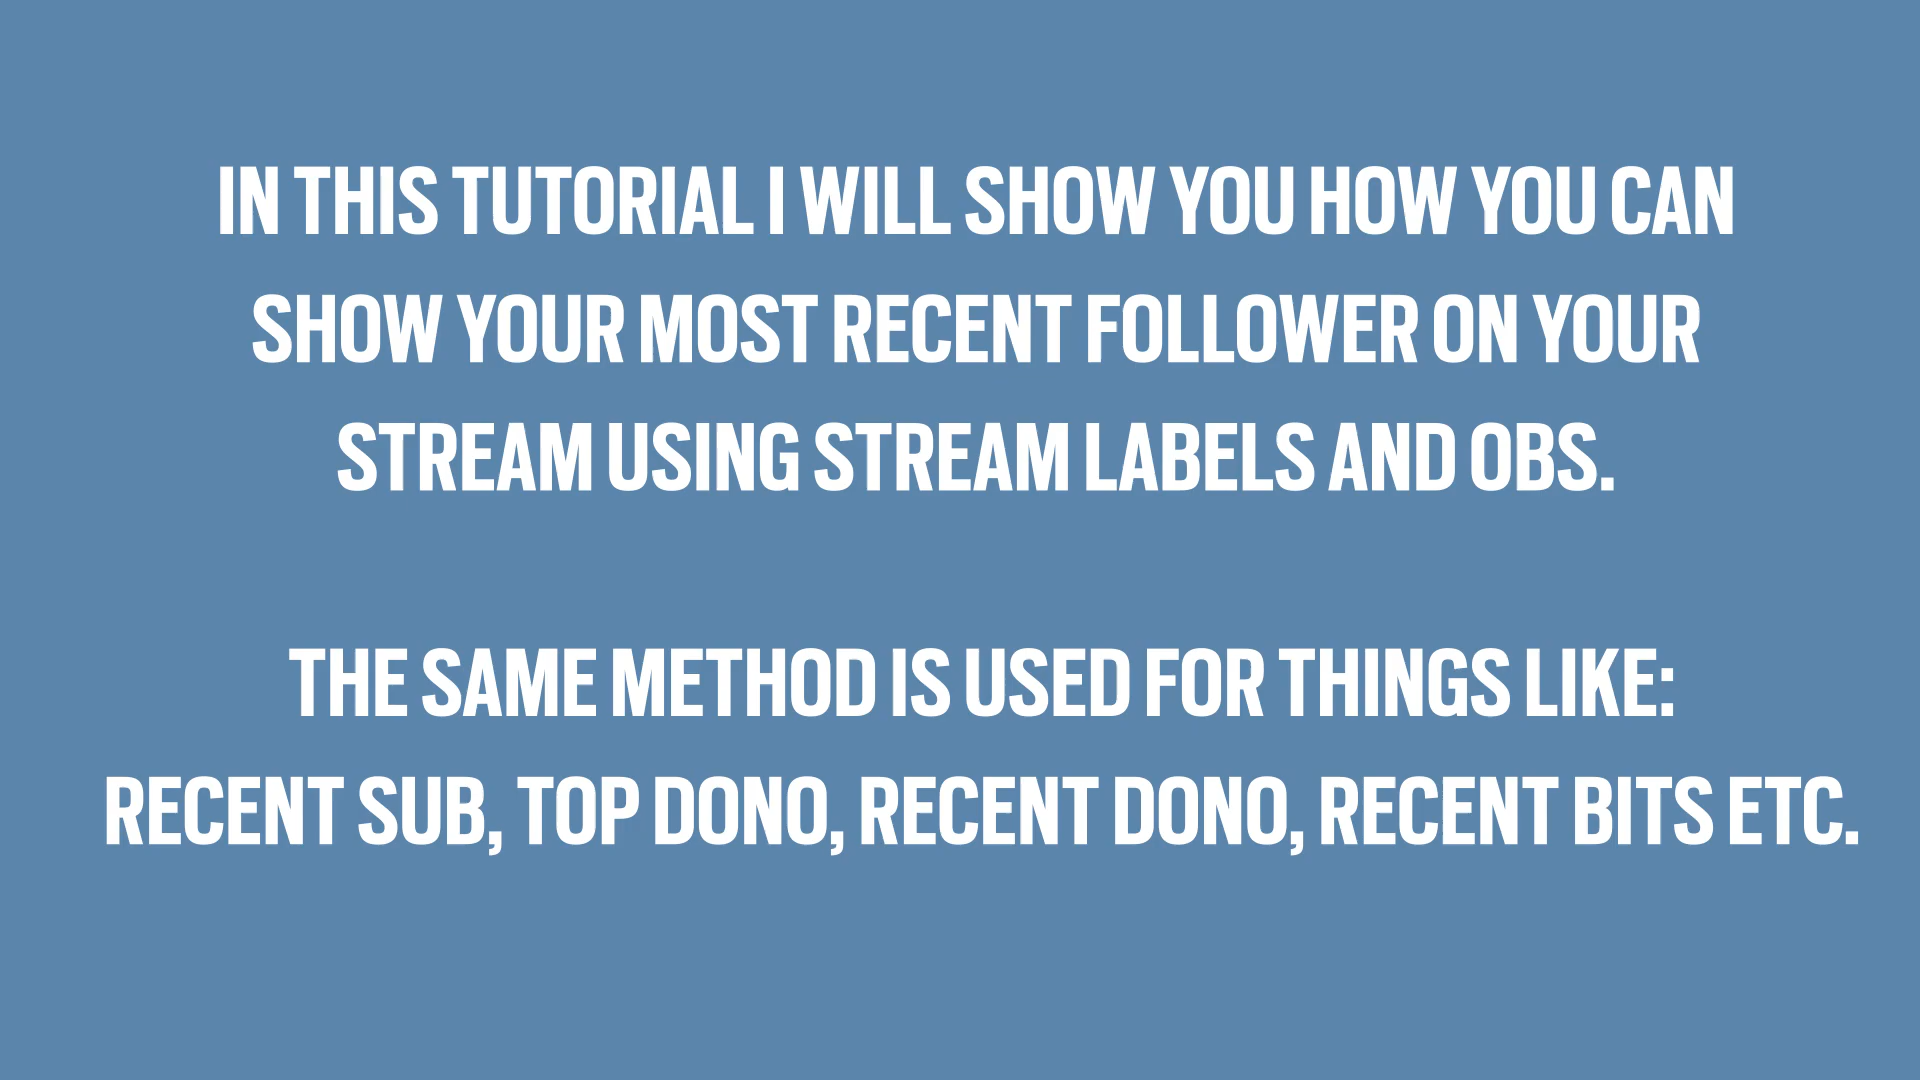 IN THIS TUTORIAL I WILL SHOW YOU HOW YOU CAN
SHOW YOUR MOST RECENT FOLLOWER ON YOUR
STREAM USING STREAM LABELS AND OBS.
THE SAME METHOD IS USED FOR THINGS LIKE:
RECENT SUB, TOP DONO, RECENT DONO, RECENT BITS ETC.